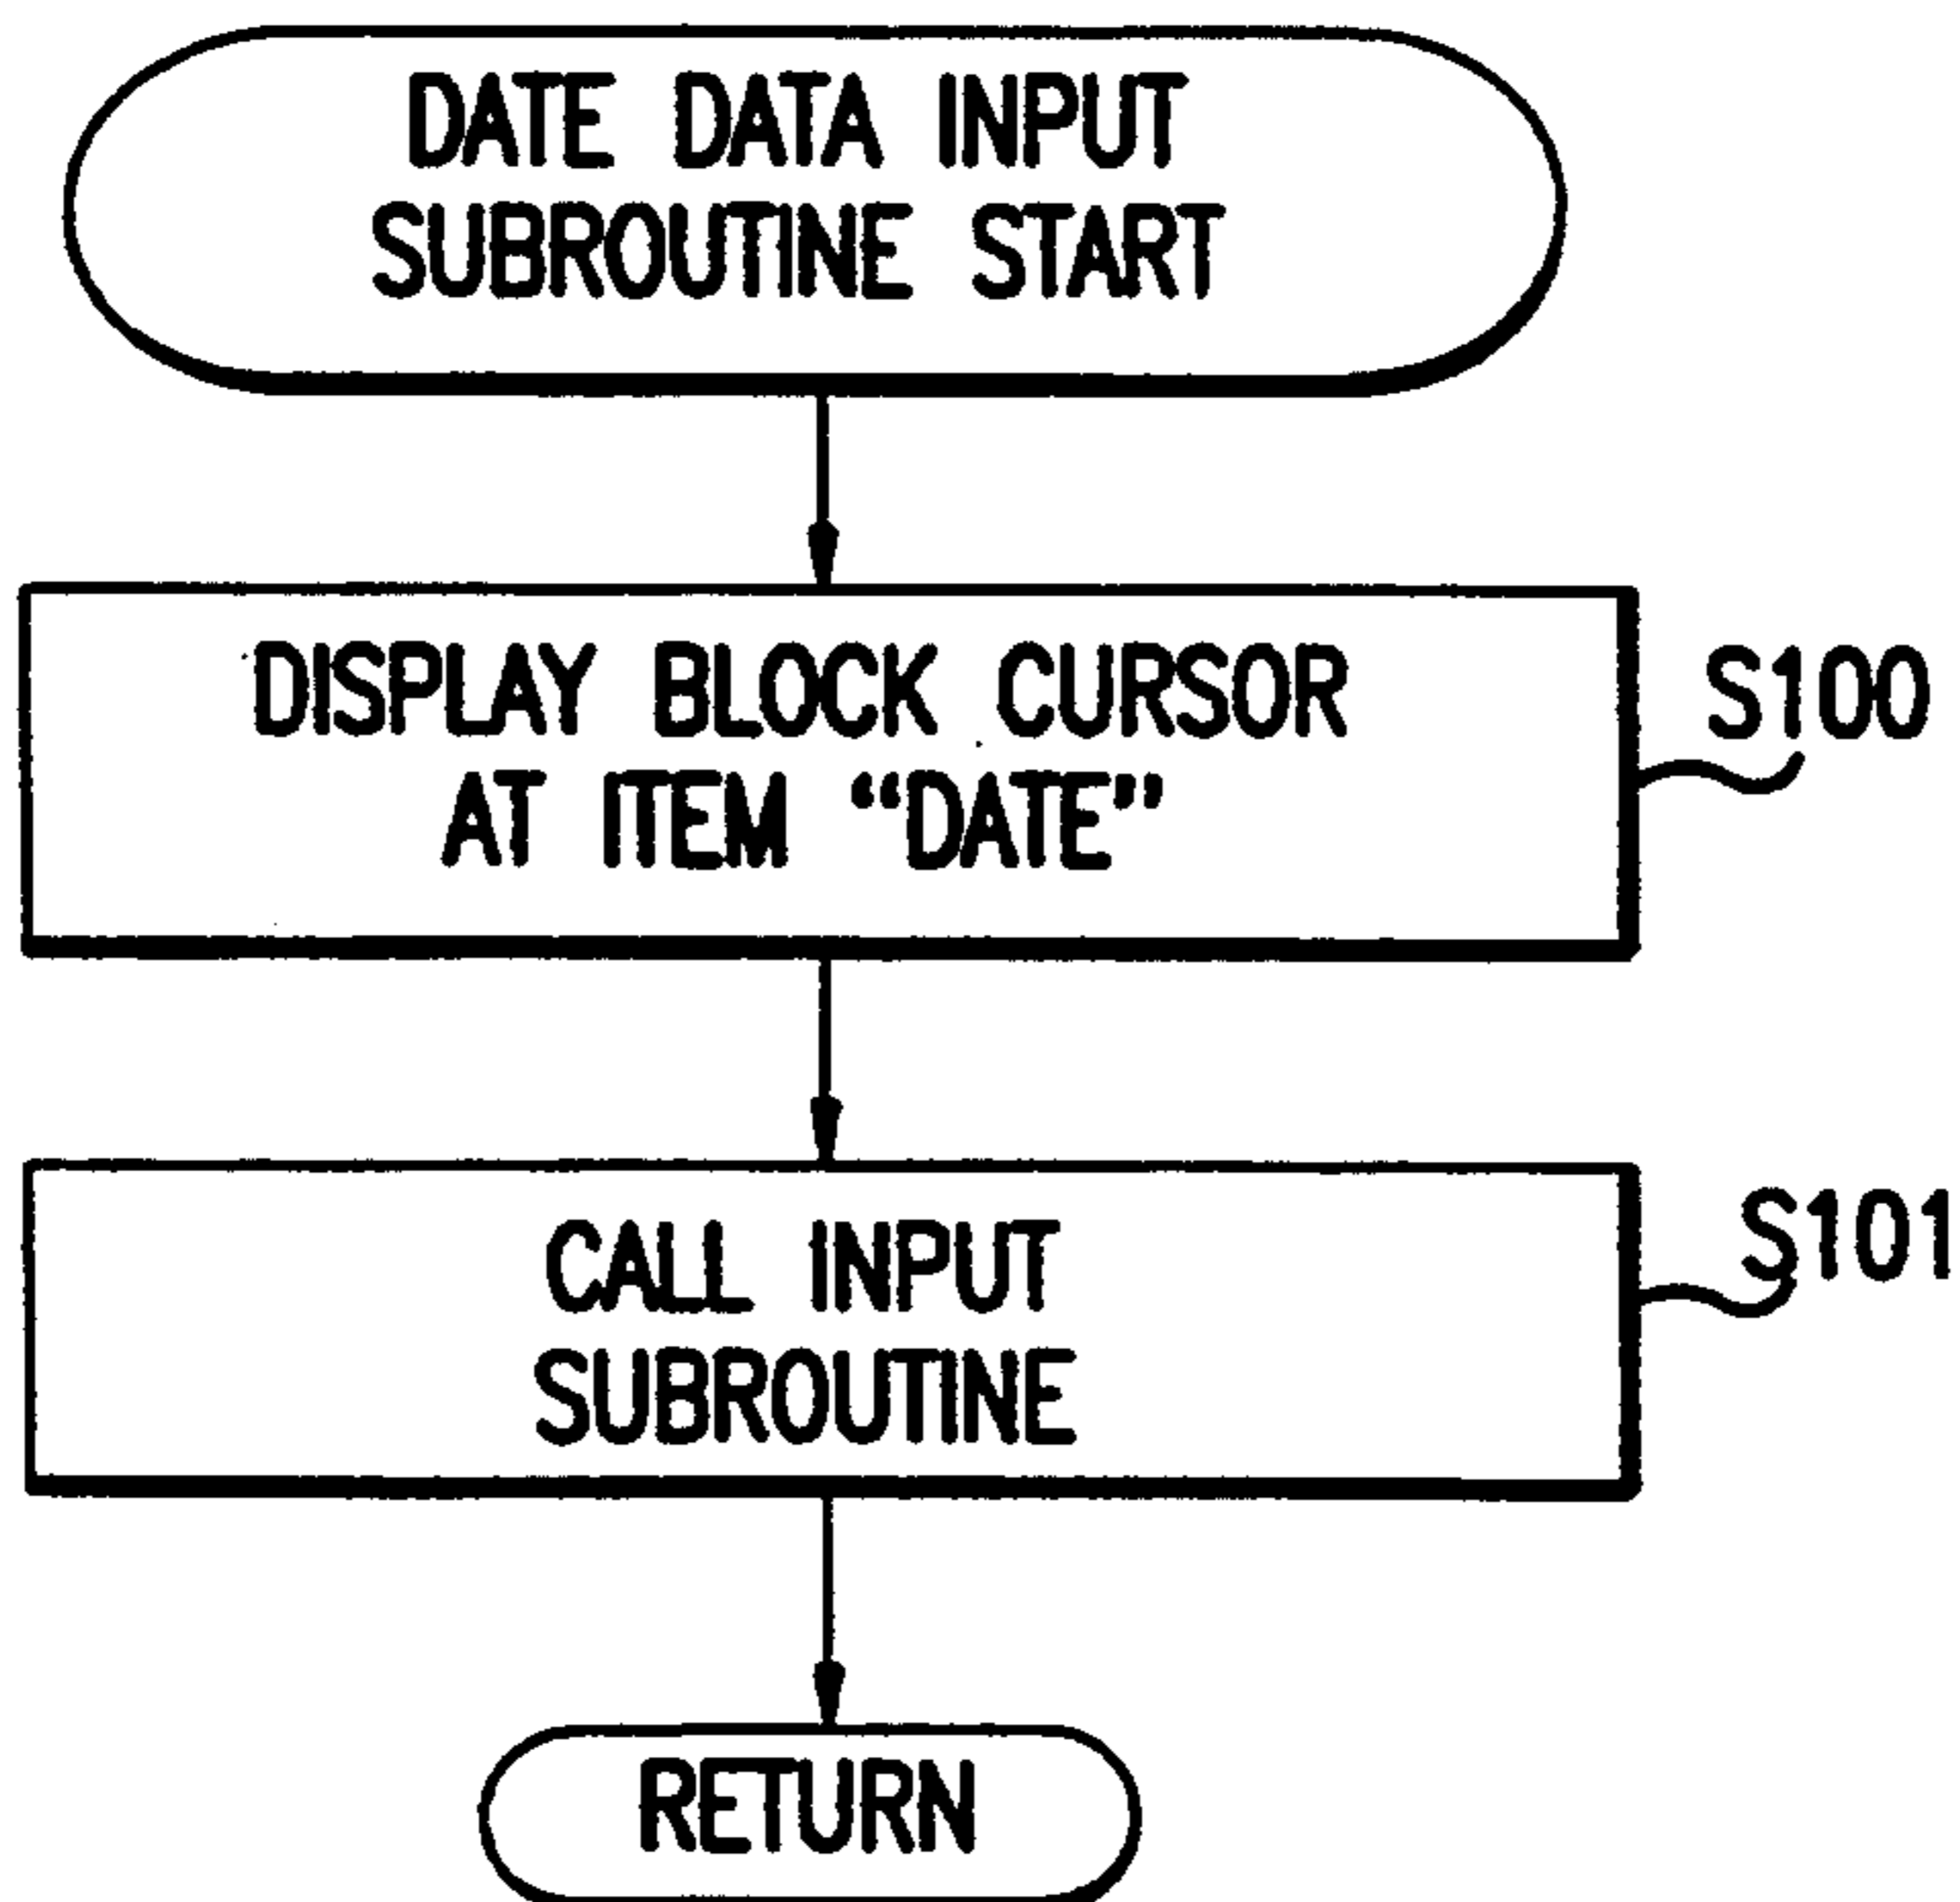 DATE DATA INPUT
SUBROUTINE START
DISPLAY BLOCK CURSOR
AT ITEM “DATE”
S100
CALL INPUT
SUBROUTINE
S101
RETURN